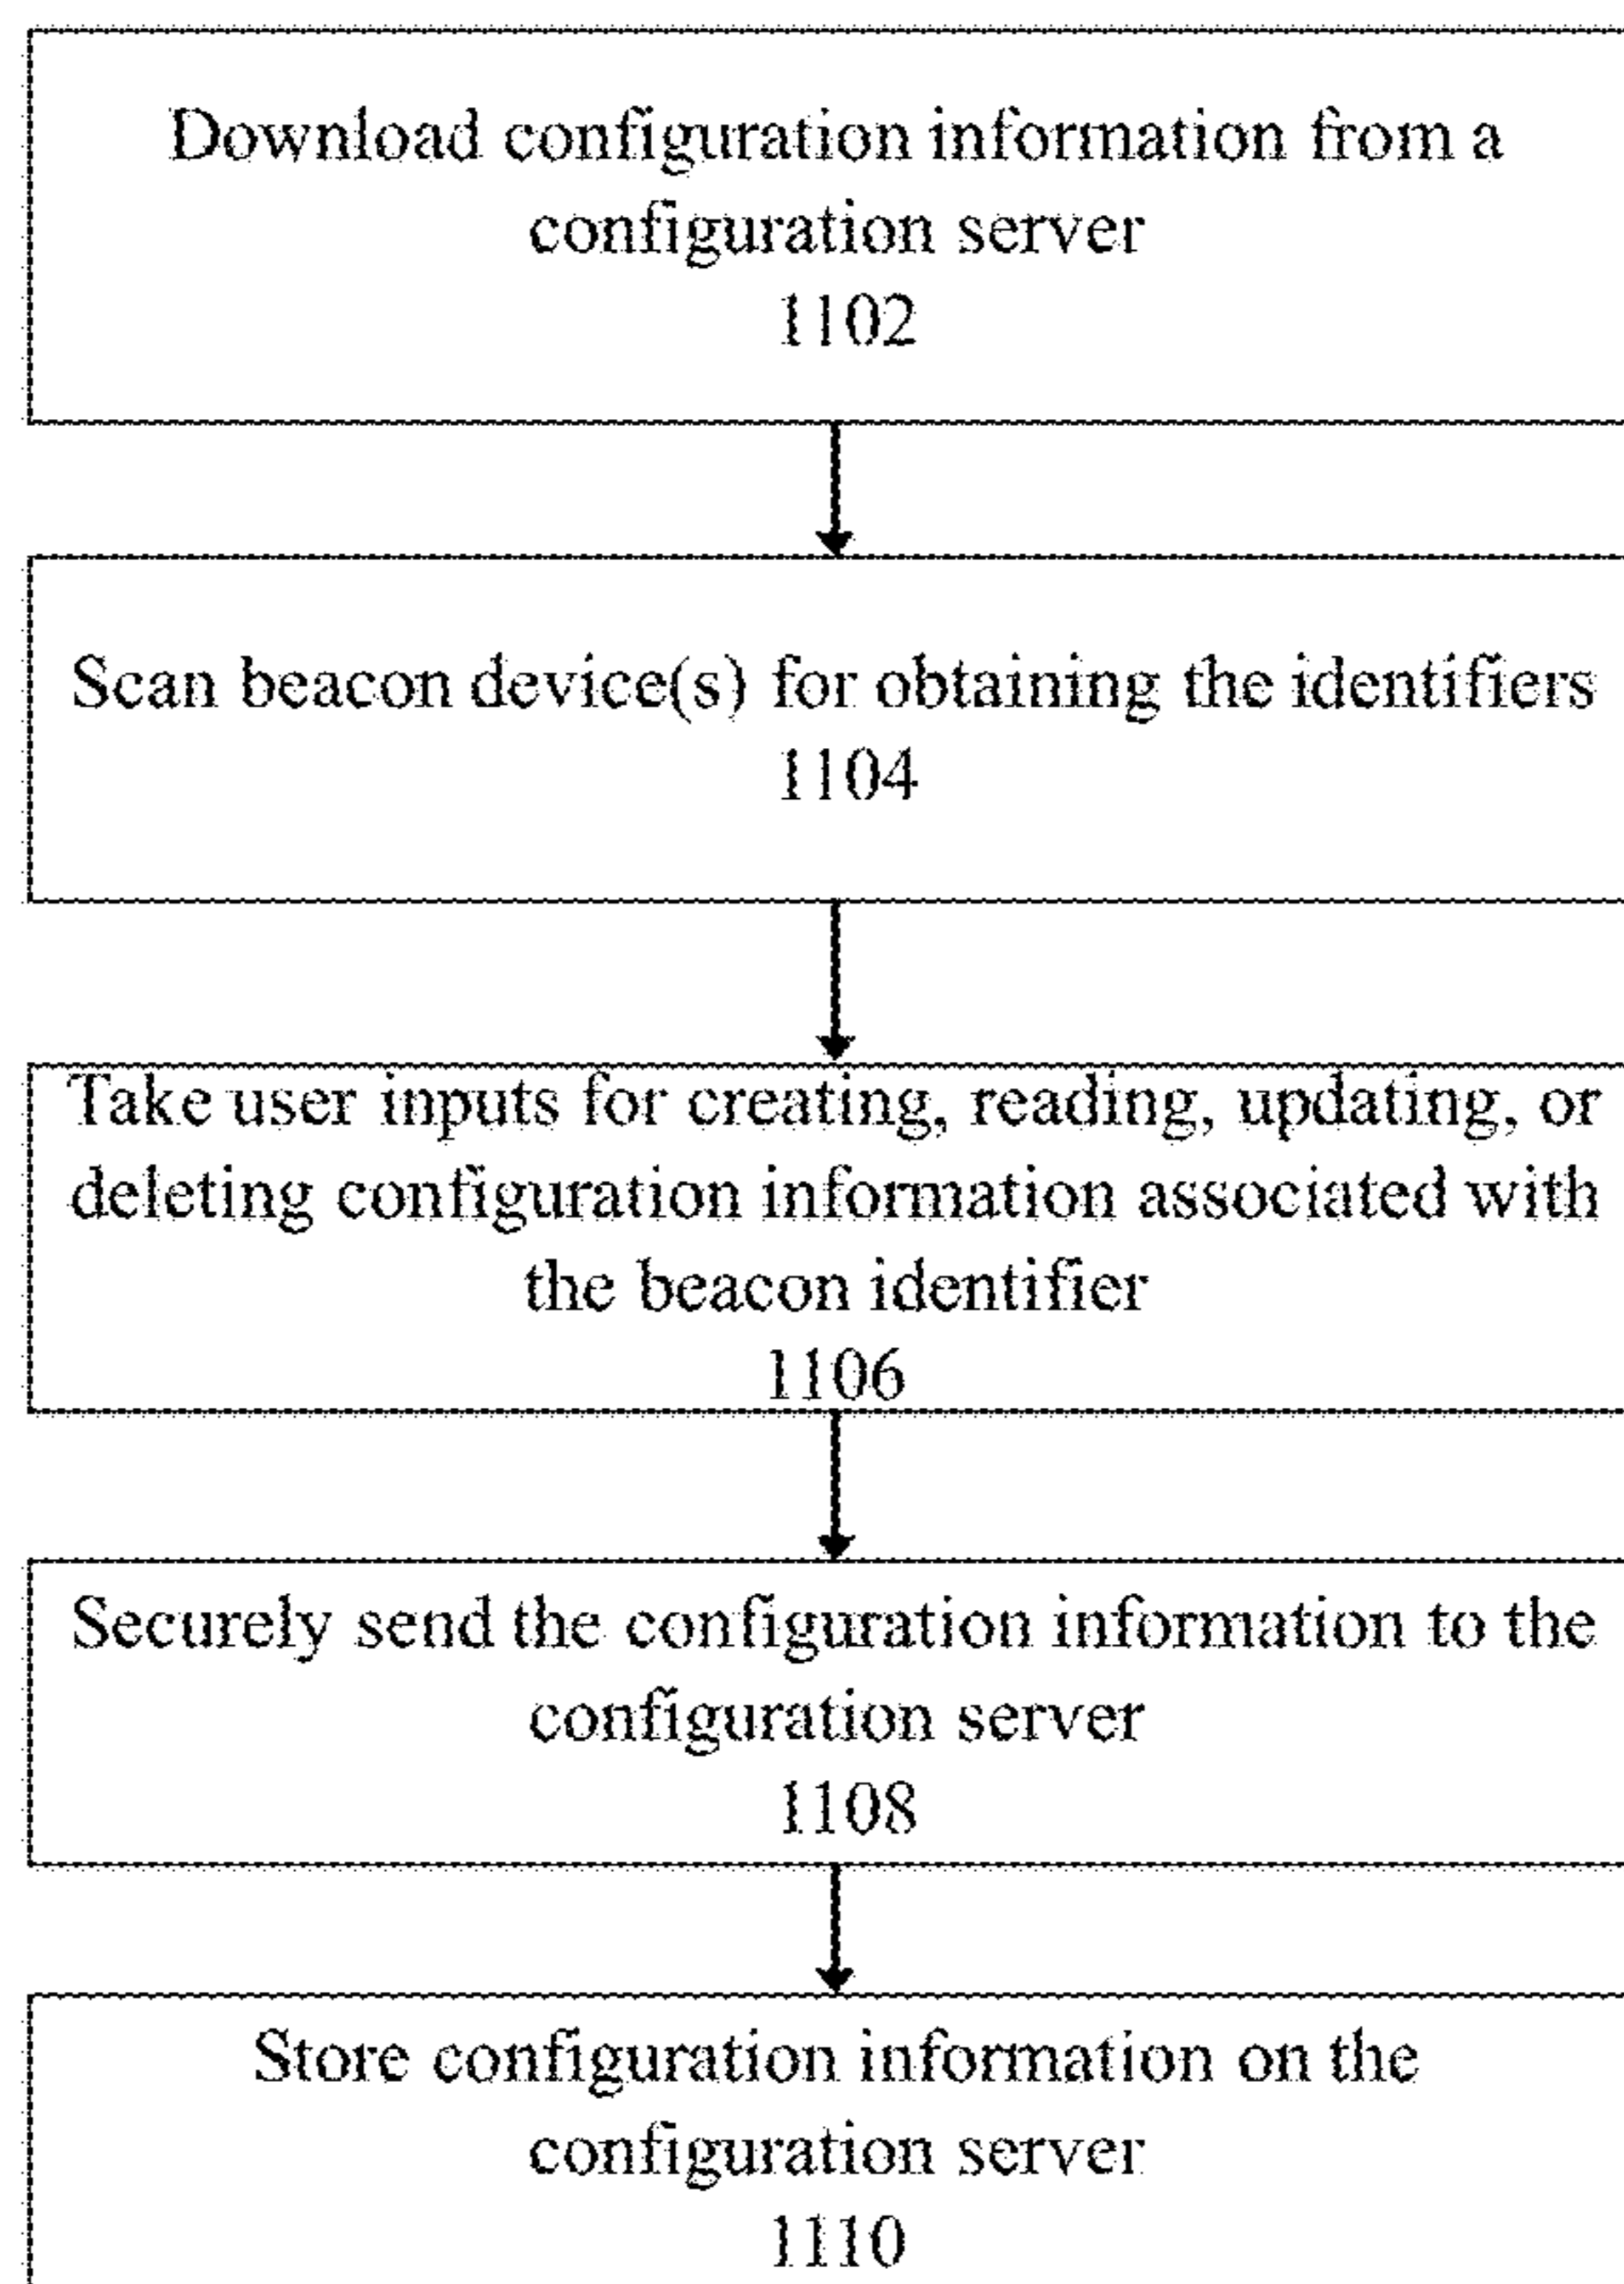 Download configuration information from a
configuration server
1102
Scan beacon device(s) for obtaining the identifiers
1104
Take user inputs for creating, reading, updating, or
deleting configuration information associated with
the beacon identifier
1106
Securely send the configuration information to the
configuration server
1108
Store configuration information on the
configuration server
1110